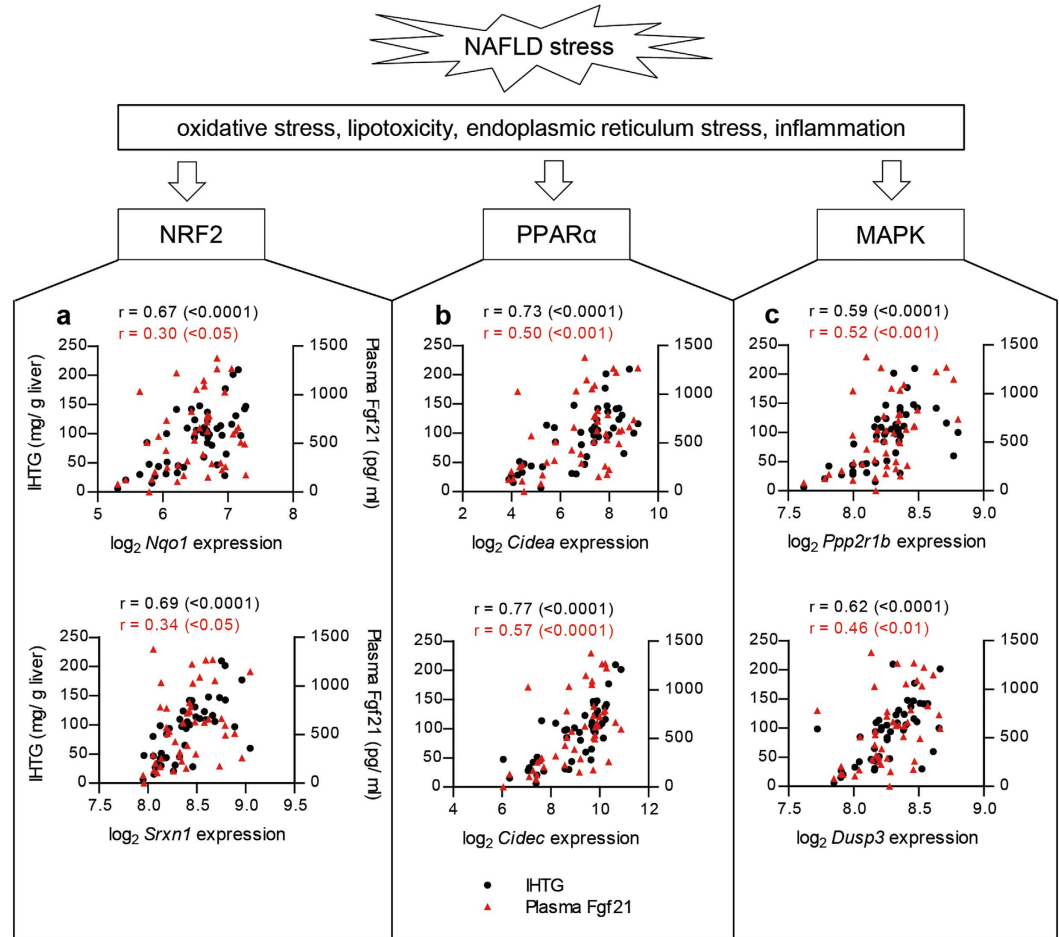 NAFLD stress
oxidative stress, lipotoxicity, endoplasmic reticulum stress, inflammation
NRF2
PPARα
MAPK
a
r = 0.67 (<0.0001)
r = 0.30 (<0.05)
IHTG (mg/ g liver)
250
200
150
100
50
0
1500
1000
500
0
Plasma Fgf21 (pg/ ml)
5 6 7 8
log₂ Nqo1 expression
r = 0.69 (<0.0001)
r = 0.34 (<0.05)
IHTG (mg/ g liver)
250
200
150
100
50
0
1500
1000
500
0
Plasma Fgf21 (pg/ ml)
7.5 8.0 8.5 9.0 9.5
log₂ Srxn1 expression
b
r = 0.73 (<0.0001)
r = 0.50 (<0.001)
250
200
150
100
50
0
1500
1000
500
0
2 4 6 8 10
log₂ Cidea expression
r = 0.77 (<0.0001)
r = 0.57 (<0.0001)
250
200
150
100
50
0
1500
1000
500
0
4 6 8 10 12
log₂ Cidec expression
c
r = 0.59 (<0.0001)
r = 0.52 (<0.001)
250
200
150
100
50
0
1500
1000
500
0
7.5 8.0 8.5 9.0
log₂ Ppp2r1b expression
r = 0.62 (<0.0001)
r = 0.46 (<0.01)
250
200
150
100
50
0
1500
1000
500
0
7.5 8.0 8.5 9.0
log₂ Dusp3 expression
IHTG
Plasma Fgf21